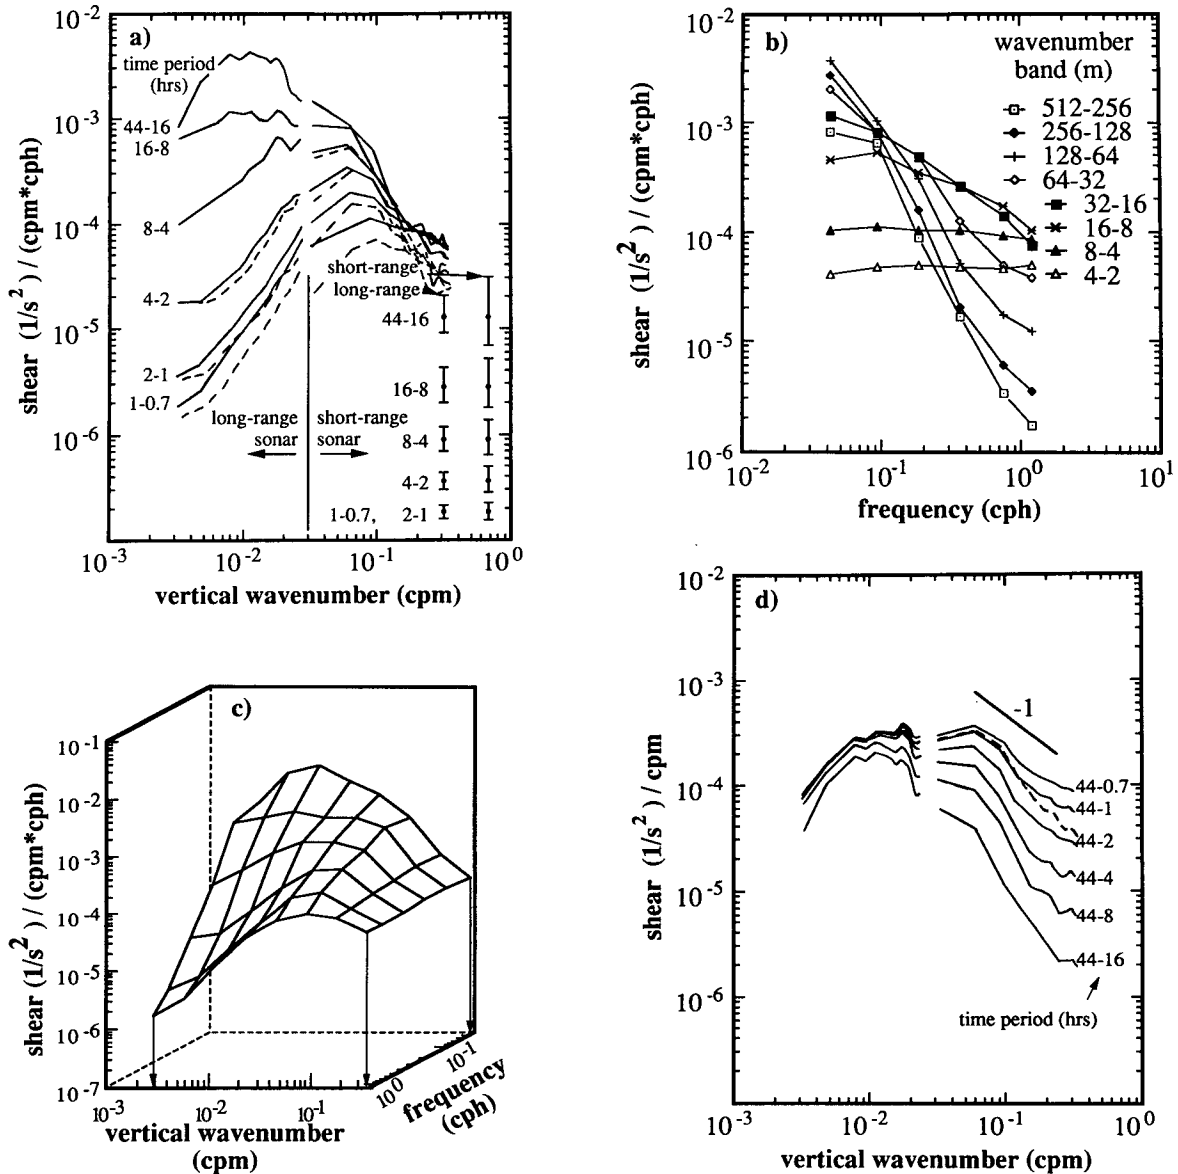 a)
10^-2
10^-3
10^-4
10^-5
10^-6
shear (1/s^2) / (cpm*cph)
time period
(hrs)
44-16
16-8
8-4
4-2
2-1
1-0.7
short-range
long-range
44-16
16-8
8-4
4-2
1-0.7, 2-1
long-range
sonar
short-range
sonar
10^-3 10^-2 10^-1 10^0
vertical wavenumber (cpm)
b)
wavenumber
band (m)
512-256
256-128
128-64
64-32
32-16
16-8
8-4
4-2
10^-2
10^-3
10^-4
10^-5
10^-6
shear (1/s^2) / (cpm*cph)
10^-2 10^-1 10^0 10^1
frequency (cph)
c)
10^-1
10^-2
10^-3
10^-4
10^-5
10^-6
10^-7
shear (1/s^2) / (cpm*cph)
10^-3 10^-2 10^-1
vertical wavenumber
(cpm)
10^0 10^-1
frequency
(cph)
d)
10^-2
10^-3
10^-4
10^-5
10^-6
shear (1/s^2) / cpm
-1
44-0.7
44-1
44-2
44-4
44-8
44-16
time period (hrs)
10^-3 10^-2 10^-1 10^0
vertical wavenumber (cpm)